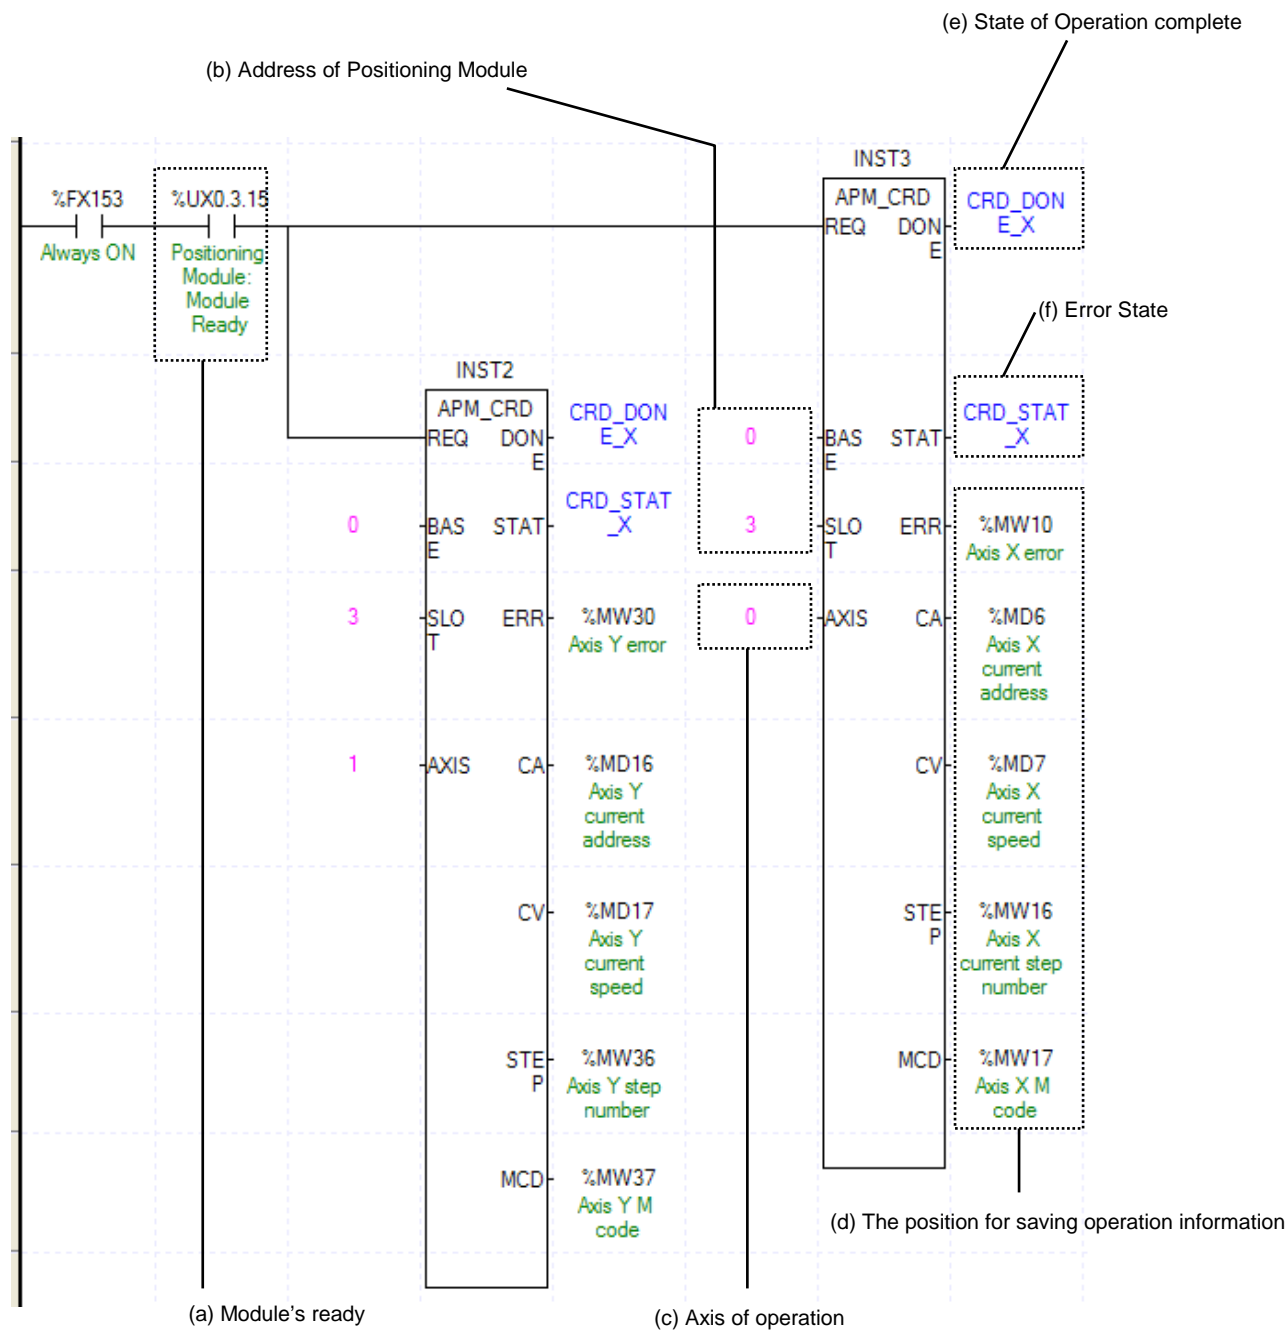 (e) State of Operation complete
(b) Address of Positioning Module
INST3
%FX153
%UX0.3.15
APM_CRD
CRD_DON
E_X
REQ
DON
E
Always ON
Positioning
Module:
Module
Ready
(f) Error State
INST2
APM_CRD
CRD_DON
E_X
REQ
DON
E
0
BAS
E
STAT
CRD_STAT
_X
CRD_STAT
_X
0
BAS
E
STAT
3
SLO
T
ERR
%MW10
Axis X error
3
SLO
T
ERR
%MW30
Axis Y error
0
AXIS
CA
%MD6
Axis X
current
address
1
AXIS
CA
%MD16
Axis Y
current
address
CV
%MD7
Axis X
current
speed
CV
%MD17
Axis Y
current
speed
STE
P
%MW16
Axis X
current step
number
STE
P
%MW36
Axis Y step
number
MCD
%MW17
Axis X M
code
MCD
%MW37
Axis Y M
code
(d) The position for saving operation information
(a) Module's ready
(c) Axis of operation